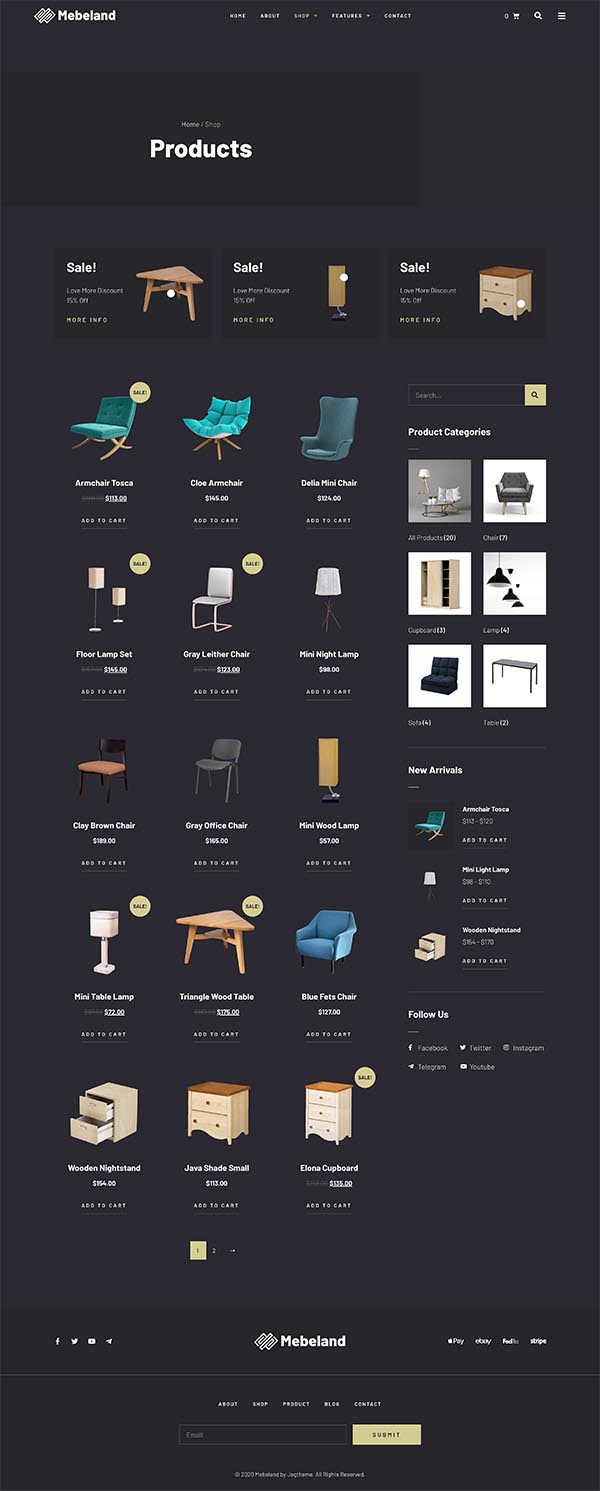 Mebeland
HOME ABOUT SHOP FEATURES CONTACT
0
Home / Shop
Products
Sale!
Love More Discount
15% Off
MORE INFO
Sale!
Love More Discount
15% Off
MORE INFO
Sale!
Love More Discount
15% Off
MORE INFO
SALE!
Armchair Tosca
$113.00
ADD TO CART
Cloe Armchair
$145.00
ADD TO CART
Delia Mini Chair
$124.00
ADD TO CART
SALE!
Floor Lamp Set
$145.00
ADD TO CART
SALE!
Gray Leither Chair
$123.00
ADD TO CART
Mini Night Lamp
$98.00
ADD TO CART
Clay Brown Chair
$189.00
ADD TO CART
Gray Office Chair
$165.00
ADD TO CART
Mini Wood Lamp
$57.00
ADD TO CART
SALE!
Mini Table Lamp
$72.00
ADD TO CART
SALE!
Triangle Wood Table
$175.00
ADD TO CART
Blue Fets Chair
$127.00
ADD TO CART
Wooden Nightstand
$154.00
ADD TO CART
Java Shade Small
$113.00
ADD TO CART
SALE!
Elona Cupboard
$135.00
ADD TO CART
1 2 →
Search...
Product Categories
All Products (20)
Chair (7)
Cupboard (3)
Lamp (4)
Sofa (4)
Table (2)
New Arrivals
Armchair Tosca
$113 - $120
ADD TO CART
Mini Light Lamp
$98 - $110
ADD TO CART
Wooden Nightstand
$154 - $170
ADD TO CART
Follow Us
Facebook Twitter Instagram
Telegram Youtube
Mebeland
Pay ebay FedEx stripe
ABOUT SHOP PRODUCT BLOG CONTACT
Email
SUBMIT
© 2020 Mebeland by Jegtheme. All Rights Reserved.